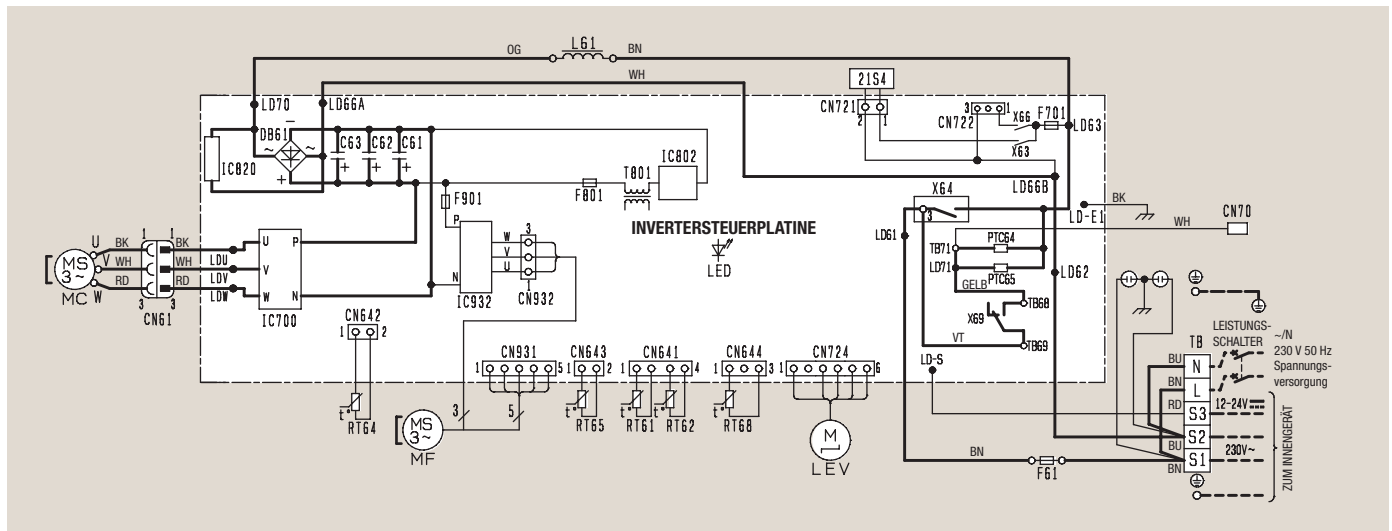 OG L61 BN
WH
21S4
LD70 LD66A
CN721
2 1
3 1
CN722
X66 F701
LD63
X63
DB61
−
~ ~
+
C63 C62 C61
+ + +
IC820
IC802
T801
F801
LD66B
F901
INVERTERSTEUERPLATINE
LED
X64
3
LD-E1
BK
WH
CN70
LD61
TB71 PTC64
LD71 PTC65
LD62
GELB
TB68
X69
VT
TB69
LD-S
U BK 1 1 BK LDU U P
V WH WH LDV V
W RD 3 3 RD LDW W N
MS
3~
MC
CN61
IC700
P
W
V
U
N
3
1
IC932
CN932
CN642
1 2
t°
RT64
CN931
1 5
3 5
MS
3~
MF
CN643
1 2
t°
RT65
CN641
1 4
t° t°
RT61 RT62
CN644
1 3
t°
RT68
CN724
1 6
M
LEV
BN
F61
TB
BU N
BN L
RD S3
S2
BU
S1
BN
LEISTUNGS-
SCHALTER
~/N
230 V 50 Hz
Spannungs-
versorgung
12-24V
230V~
ZUM INNENGERÄT